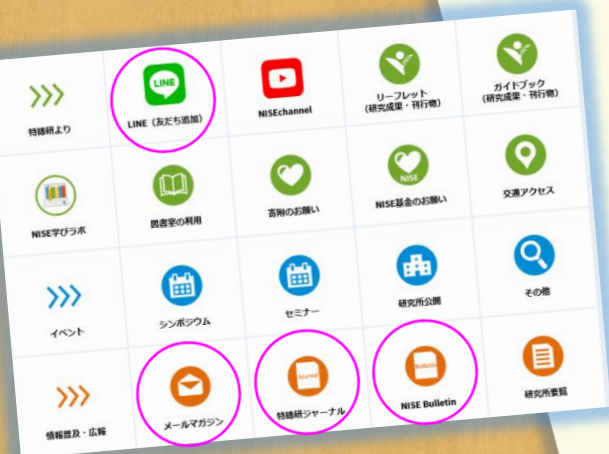 特総研より
LINE
LINE（友だち追加）
NISEchannel
リーフレット
（研究成果・刊行物）
ガイドブック
（研究成果・刊行物）
NISE学びラボ
図書室の利用
寄附のお願い
NISE
NISE基金のお願い
交通アクセス
イベント
シンポジウム
セミナー
研究所公開
その他
情報普及・広報
メールマガジン
Journal
特総研ジャーナル
Bulletin
NISE Bulletin
研究所要覧